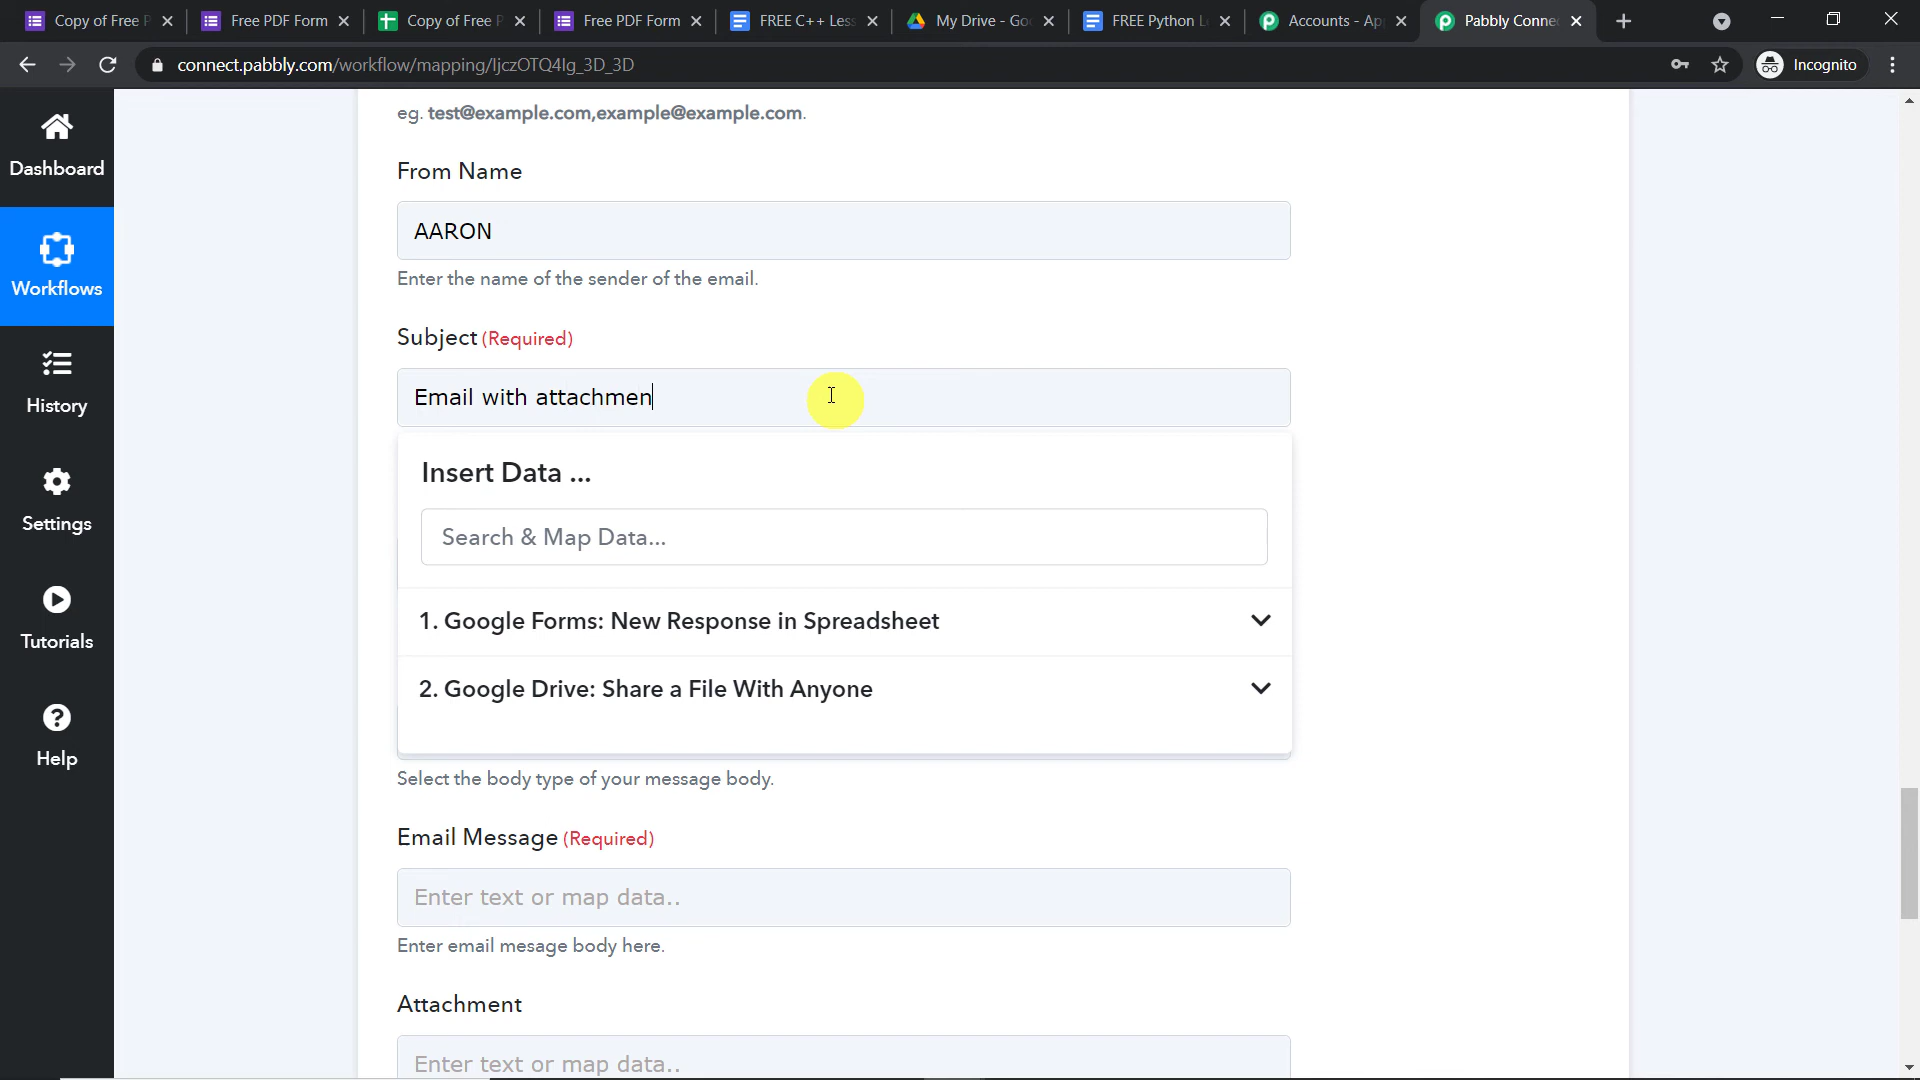 Copy of Free P
Free PDF Form
Copy of Free P
Free PDF Form
FREE C++ Less
My Drive - Goo
FREE Python L
Accounts - Ap
Pabbly Connec
connect.pabbly.com/workflow/mapping/IjczOTQ4Ig_3D_3D
Incognito
Dashboard
Workflows
History
Settings
Tutorials
Help
eg. test@example.com,example@example.com.
From Name
AARON
Enter the name of the sender of the email.
Subject (Required)
Email with attachmen
Insert Data ...
Search & Map Data...
1. Google Forms: New Response in Spreadsheet
2. Google Drive: Share a File With Anyone
Select the body type of your message body.
Email Message (Required)
Enter text or map data..
Enter email mesage body here.
Attachment
Enter text or map data..